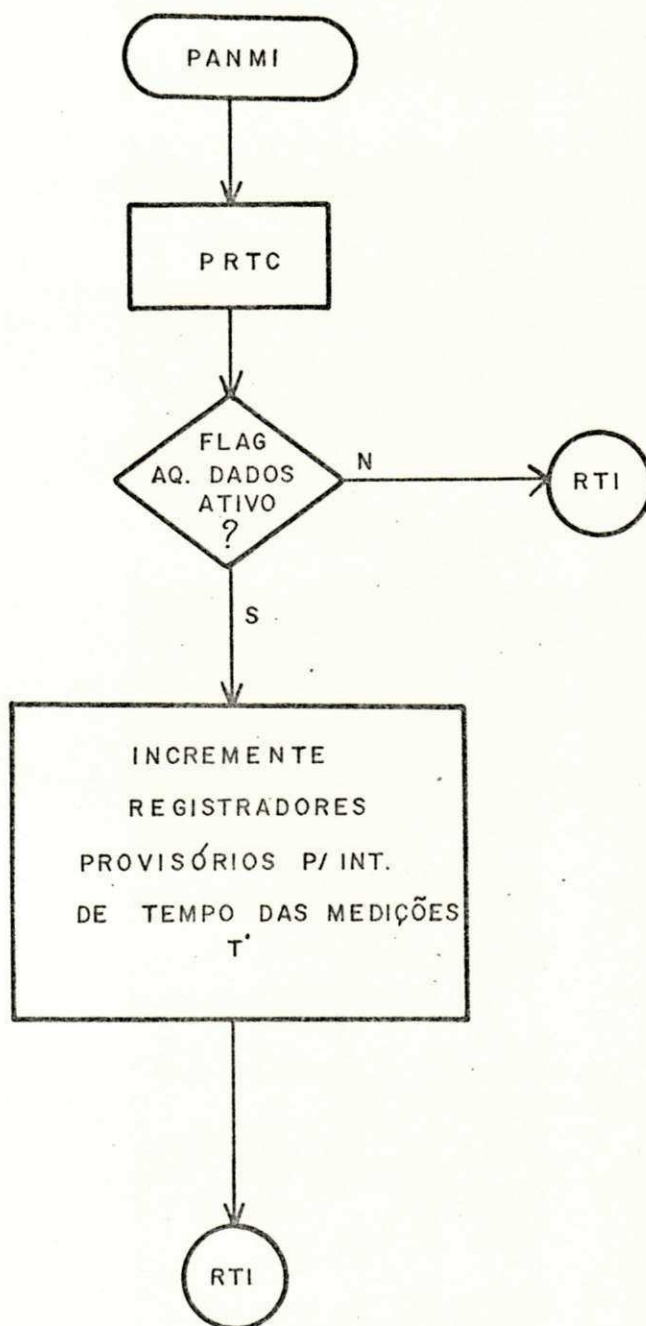 PANMI
PRTC
FLAG
AQ. DADOS
ATIVO
?
N
RTI
S
INCREMENTE
REGISTRADORES
PROVISÓRIOS P/ INT.
DE TEMPO DAS MEDIÇÕES
T'
RTI